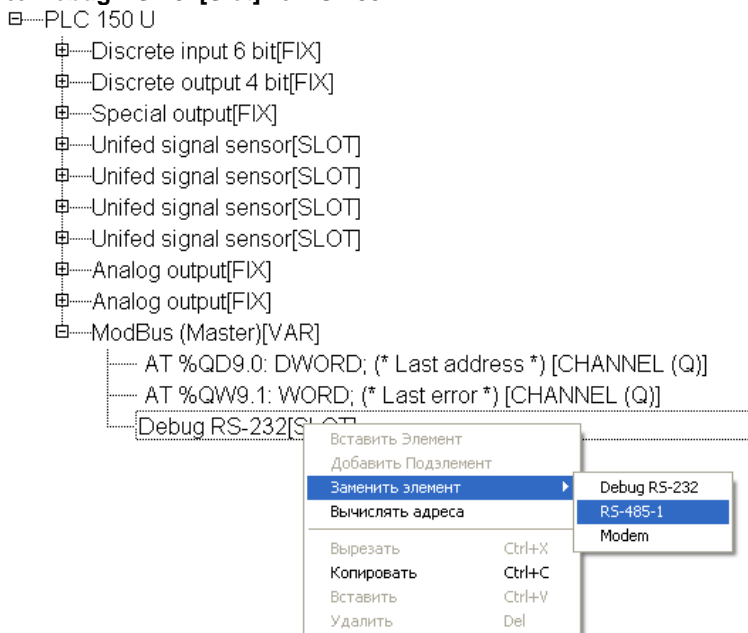 PLC 150 U
Discrete input 6 bit[FIX]
Discrete output 4 bit[FIX]
Special output[FIX]
Unifed signal sensor[SLOT]
Unifed signal sensor[SLOT]
Unifed signal sensor[SLOT]
Unifed signal sensor[SLOT]
Analog output[FIX]
Analog output[FIX]
ModBus (Master)[VAR]
AT %QD9.0: DWORD; (* Last address *) [CHANNEL (Q)]
AT %QW9.1: WORD; (* Last error *) [CHANNEL (Q)]
Debug RS-232[SLOT]
Вставить Элемент
Добавить Подэлемент
Заменить элемент
Debug RS-232
RS-485-1
Modem
Вычислять адреса
Вырезать Ctrl+X
Копировать Ctrl+C
Вставить Ctrl+V
Удалить Del